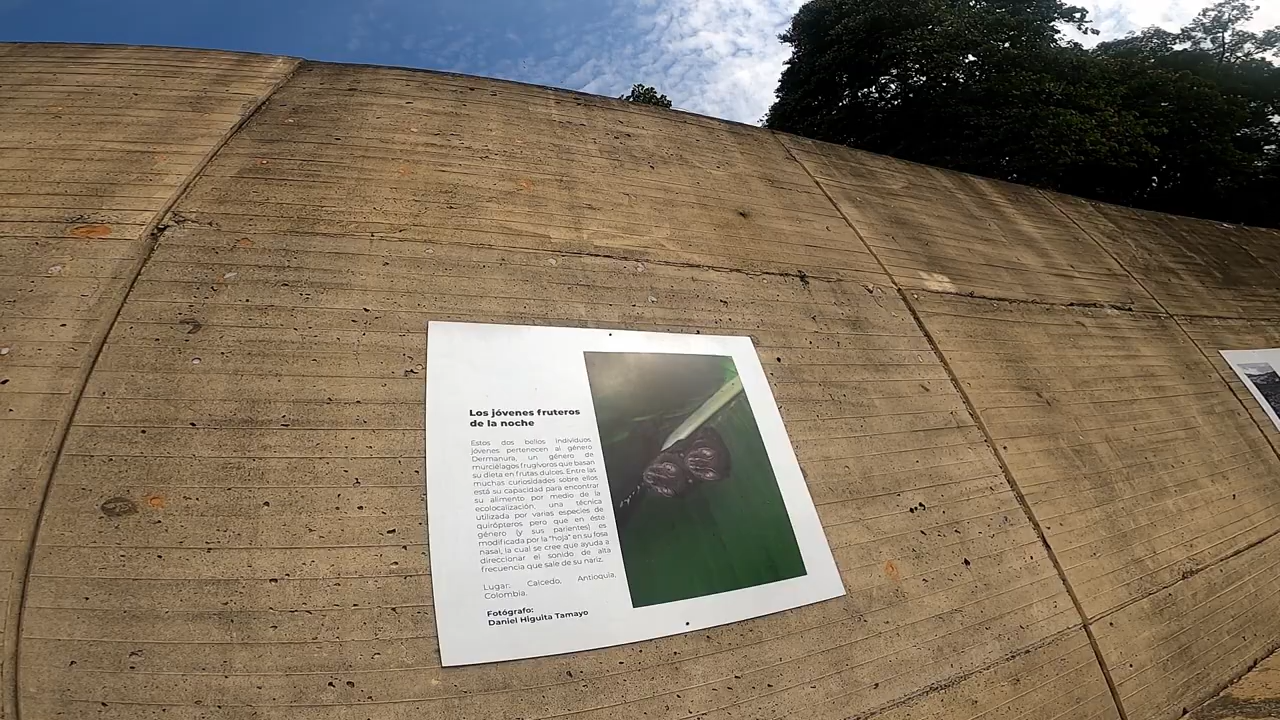 Los jóvenes fruteros
de la noche
Estos dos bellos individuos
jóvenes pertenecen al género
Dermanura, un género de
murciélagos frugívoros que basan
su dieta en frutas dulces. Entre las
muchas curiosidades sobre ellos
está su capacidad para encontrar
su alimento por medio de la
ecolocalización, una técnica
utilizada por varias especies de
quirópteros pero que en éste
género (y sus parientes) es
modificada por la "hoja" en su fosa
nasal, la cual se cree que ayuda a
direccionar el sonido de alta
frecuencia que sale de su nariz.
Lugar: Caicedo, Antioquia,
Colombia.
Fotógrafo:
Daniel Higuita Tamayo